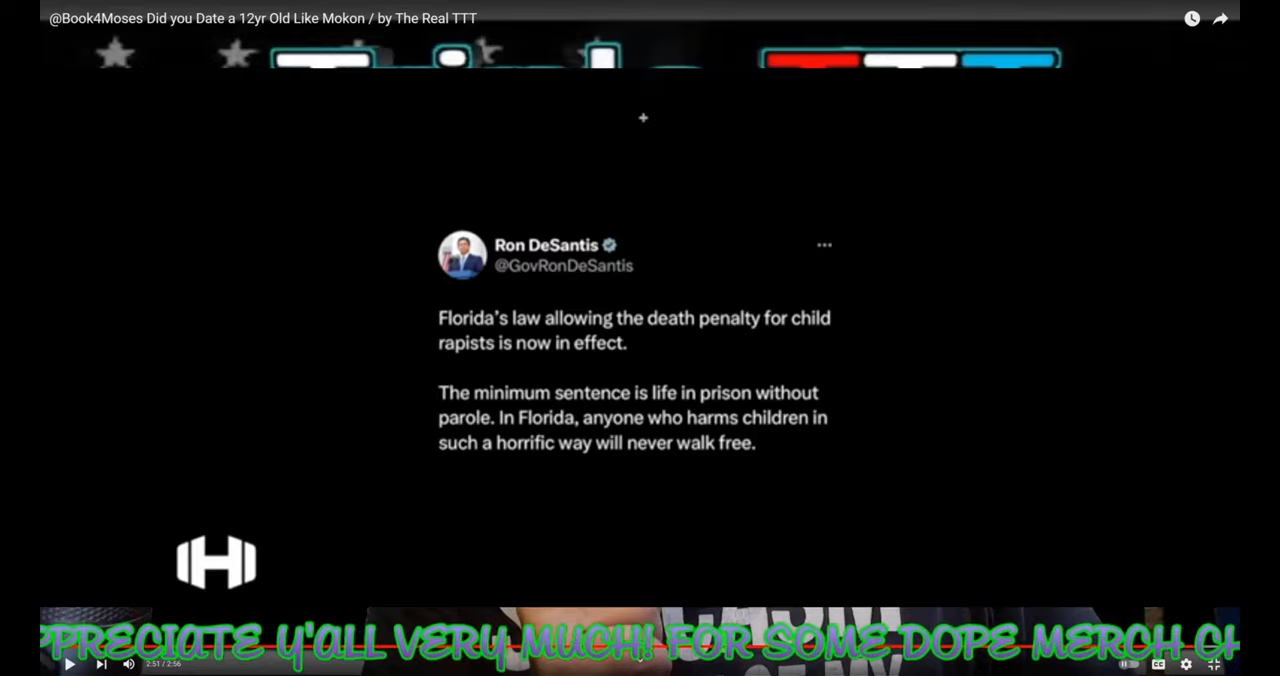 @Book4Moses Did you Date a 12yr Old Like Mokon / by The Real TTT
Ron DeSantis
@GovRonDeSantis
Florida's law allowing the death penalty for child
rapists is now in effect.
The minimum sentence is life in prison without
parole. In Florida, anyone who harms children in
such a horrific way will never walk free.
PPRECIATE Y'ALL VERY MUCH! FOR SOME DOPE MERCH CH
2:51 / 2:56
CC